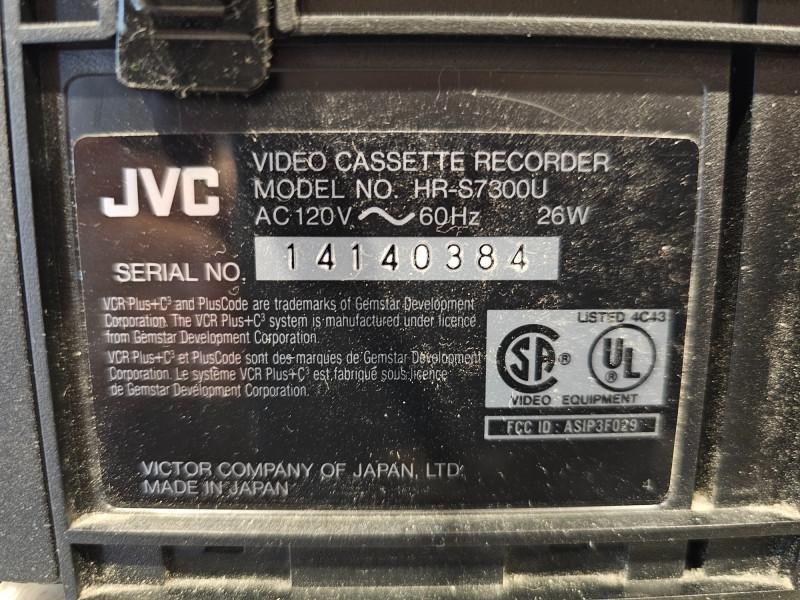 JVC
VIDEO CASSETTE RECORDER
MODEL NO. HR-S7300U
AC 120V ~ 60Hz 26W
SERIAL NO. 14140384
VCR Plus+C³ and PlusCode are trademarks of Gemstar Development
Corporation. The VCR Plus+C³ system is manufactured under licence
from Gemstar Development Corporation.
VCR Plus+C³ et PlusCode sont des marques de Gemstar Development
Corporation. Le système VCR Plus+C³ est fabriqué sous licence
de Gemstar Development Corporation.
LISTED 4C43
SA ® UL ®
VIDEO EQUIPMENT
FCC ID : ASIP3F029
VICTOR COMPANY OF JAPAN, LTD.
MADE IN JAPAN 4